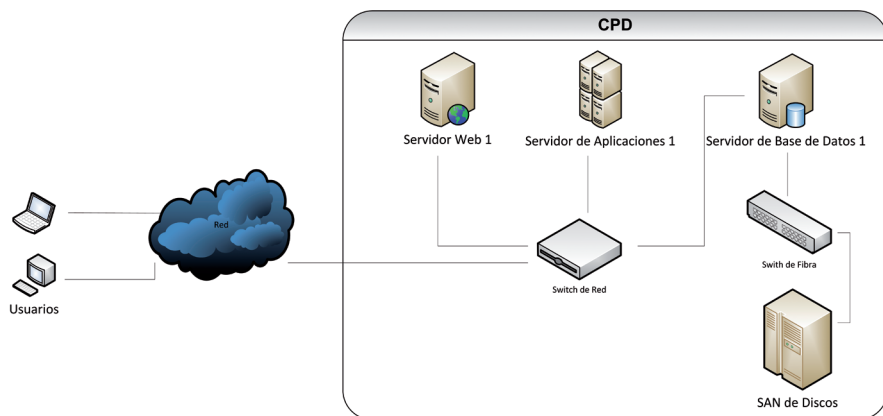 CPD
Servidor Web 1
Servidor de Aplicaciones 1
Servidor de Base de Datos 1
Red
Usuarios
Switch de Red
Swith de Fibra
SAN de Discos